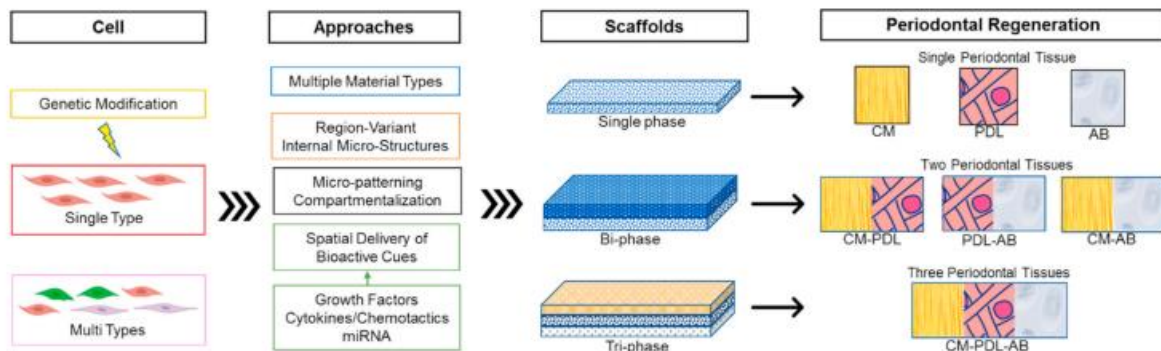 Cell
Genetic Modification
Single Type
Multi Types
Approaches
Multiple Material Types
Region-Variant
Internal Micro-Structures
Micro-patterning
Compartmentalization
Spatial Delivery of
Bioactive Cues
Growth Factors
Cytokines/Chemotactics
miRNA
Scaffolds
Single phase
Bi-phase
Tri-phase
Periodontal Regeneration
Single Periodontal Tissue
CM
PDL
AB
Two Periodontal Tissues
CM-PDL
PDL-AB
CM-AB
Three Periodontal Tissues
CM-PDL-AB